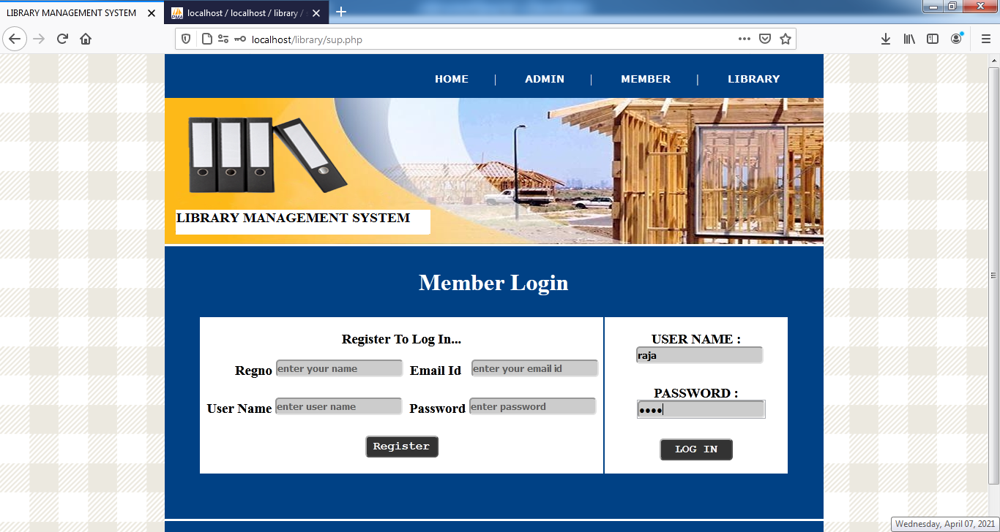 LIBRARY MANAGEMENT SYSTEM
localhost / localhost / library /
localhost/library/sup.php
HOME | ADMIN | MEMBER | LIBRARY
LIBRARY MANAGEMENT SYSTEM
Member Login
Register To Log In...
Regno enter your name Email Id enter your email id
User Name enter user name Password enter password
Register
USER NAME :
raja
PASSWORD :
••••
LOG IN
Wednesday, April 07, 2021